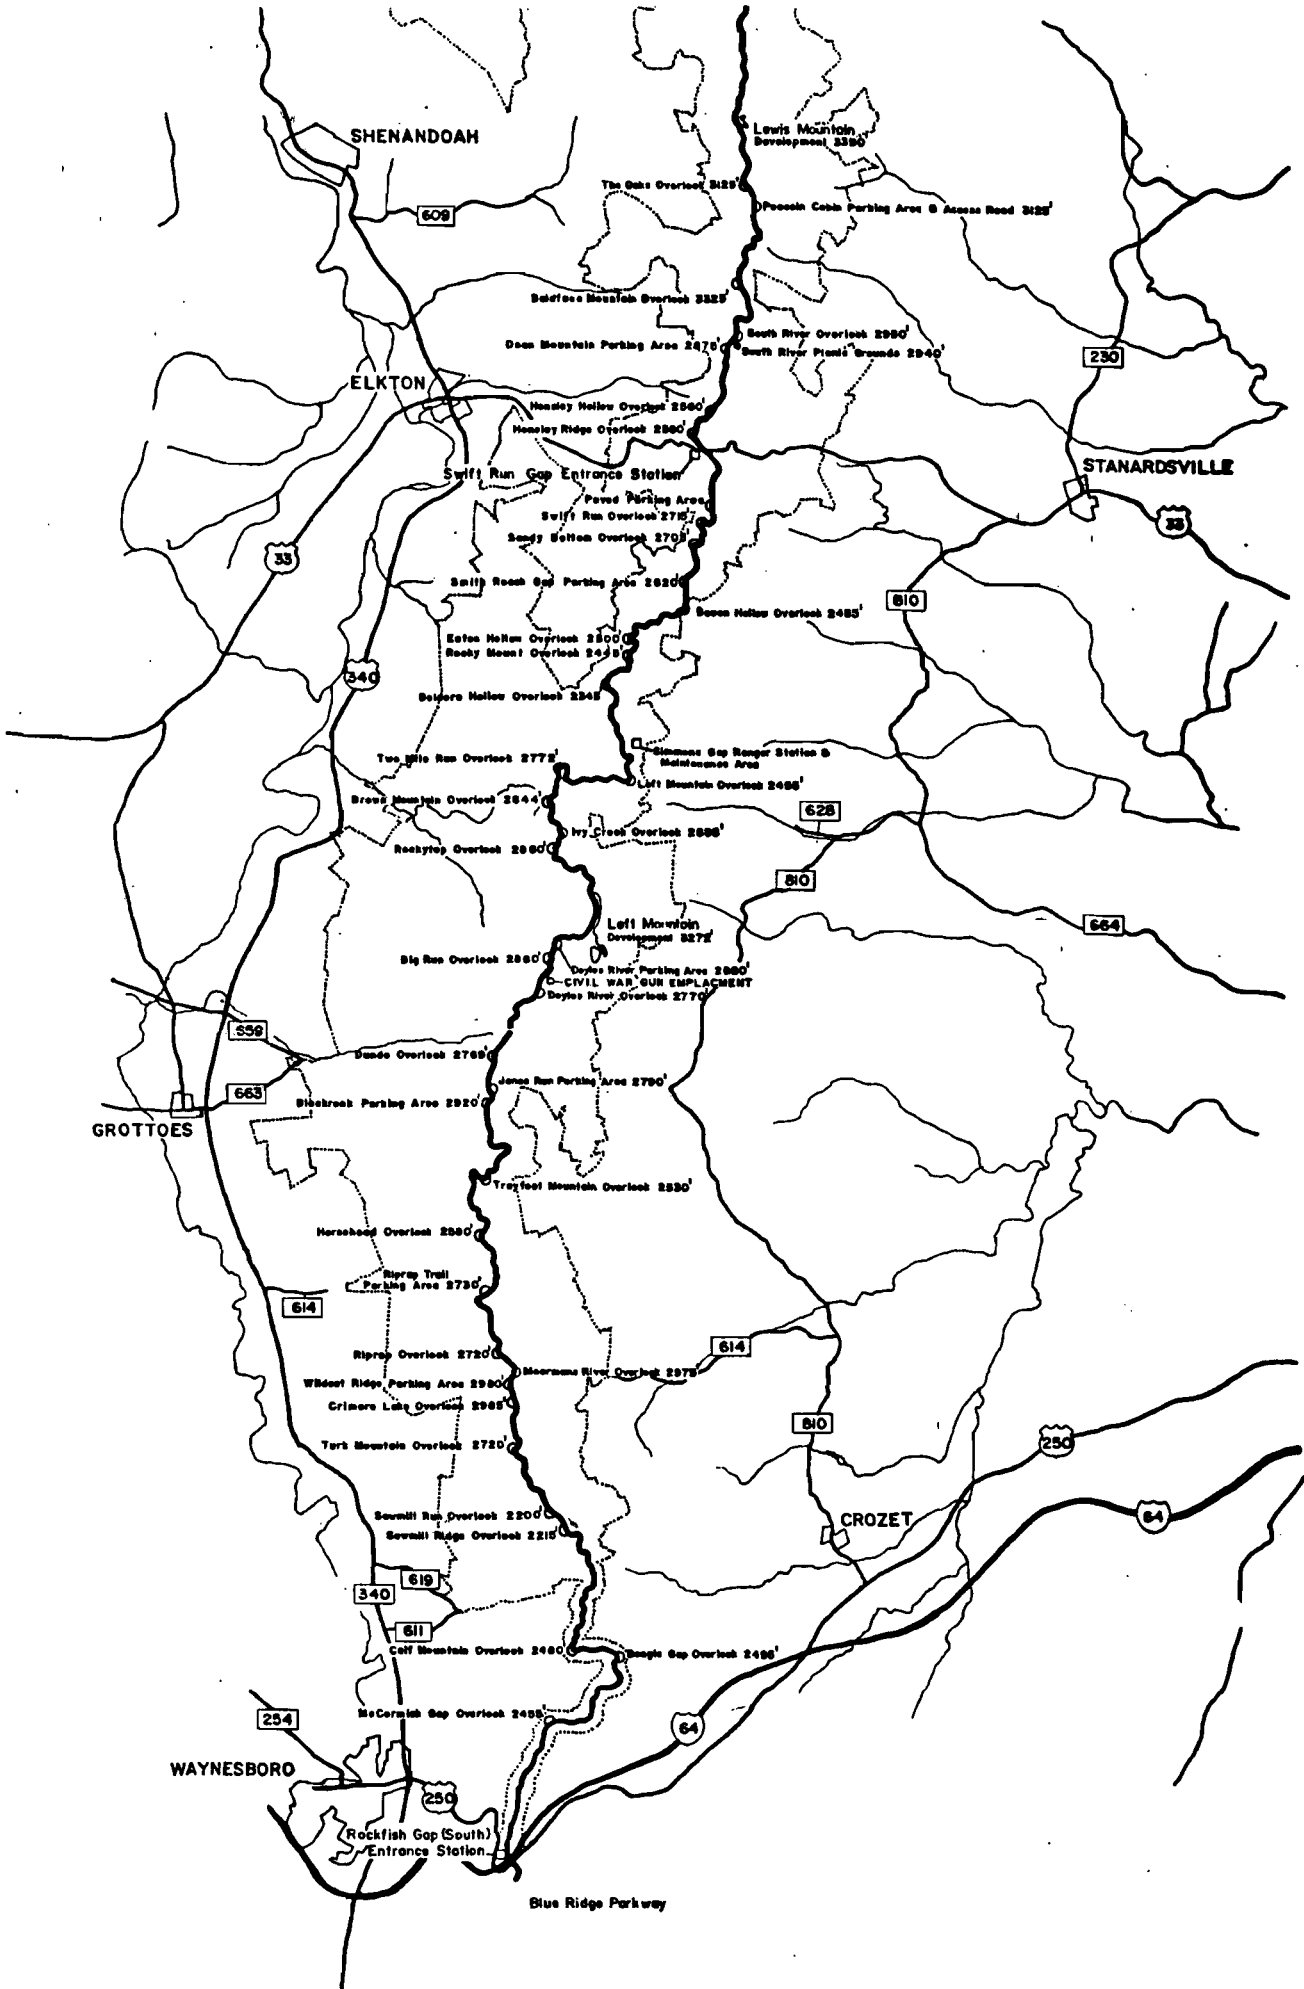 SHENANDOAH
Lewis Mountain
Development 3390'
The Oaks Overlook 3125'
609
Pocosin Cabin Parking Area & Access Road 3125'
Baldface Mountain Overlook 3325'
South River Overlook 2950'
Dean Mountain Parking Area 2475'
South River Picnic Grounds 2940'
230
ELKTON
Hensley Hollow Overlook 2560'
Hensley Ridge Overlook 2580'
STANARDSVILLE
Swift Run Gap Entrance Station
Paved Parking Area
Swift Run Overlook 2715'
33
Sandy Bottom Overlook 2705'
33
Smith Roach Gap Parking Area 2620'
810
Bacon Hollow Overlook 2485'
Eaton Hollow Overlook 2500'
Rocky Mount Overlook 2445'
340
Beldora Hollow Overlook 2345'
Simmons Gap Ranger Station &
Maintenance Area
Two Mile Run Overlook 2772'
Loft Mountain Overlook 2485'
Brown Mountain Overlook 2844'
628
Ivy Creek Overlook
Rockytop Overlook 2860'
810
Loft Mountain
Development 3272'
664
Big Run Overlook 2860'
Doyles River Parking Area 2860'
CIVIL WAR GUN EMPLACMENT
Doyles River Overlook 2770'
659
Dundo Overlook 2765'
Jones Run Parking Area 2790'
663
Blackrock Parking Area 2920'
GROTTOES
Trayfoot Mountain Overlook 2530'
Horsehead Overlook 2580'
Riprap Trail
Parking Area 2730'
614
614
Riprap Overlook 2720'
Moormans River Overlook 2975'
Wildcat Ridge Parking Area 2980'
Crimora Lake Overlook 2985'
810
250
Turk Mountain Overlook 2720'
Sawmill Run Overlook 2200'
CROZET
64
Sawmill Ridge Overlook 2215'
619
340
611
Calf Mountain Overlook 2480'
Beagle Gap Overlook 2495'
McCormick Gap Overlook 2455'
254
64
WAYNESBORO
250
Rockfish Gap (South)
Entrance Station
Blue Ridge Parkway